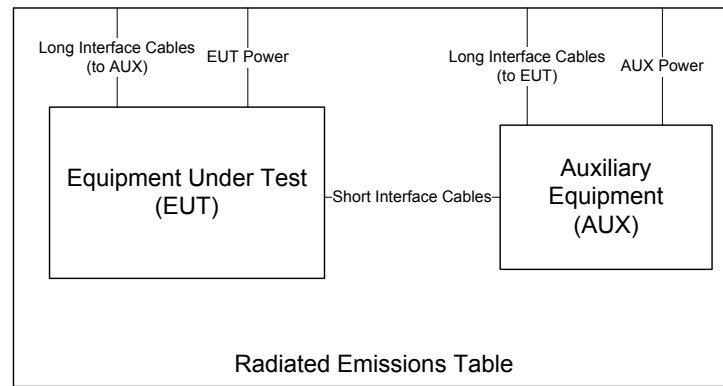 Long Interface Cables
(to AUX)
EUT Power
Long Interface Cables
(to EUT)
AUX Power
Equipment Under Test
(EUT)
Short Interface Cables
Auxiliary
Equipment
(AUX)
Radiated Emissions Table